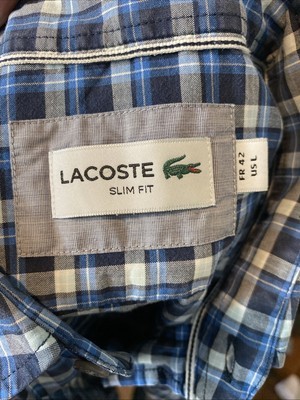 LACOSTE
SLIM FIT
FR 42
US L